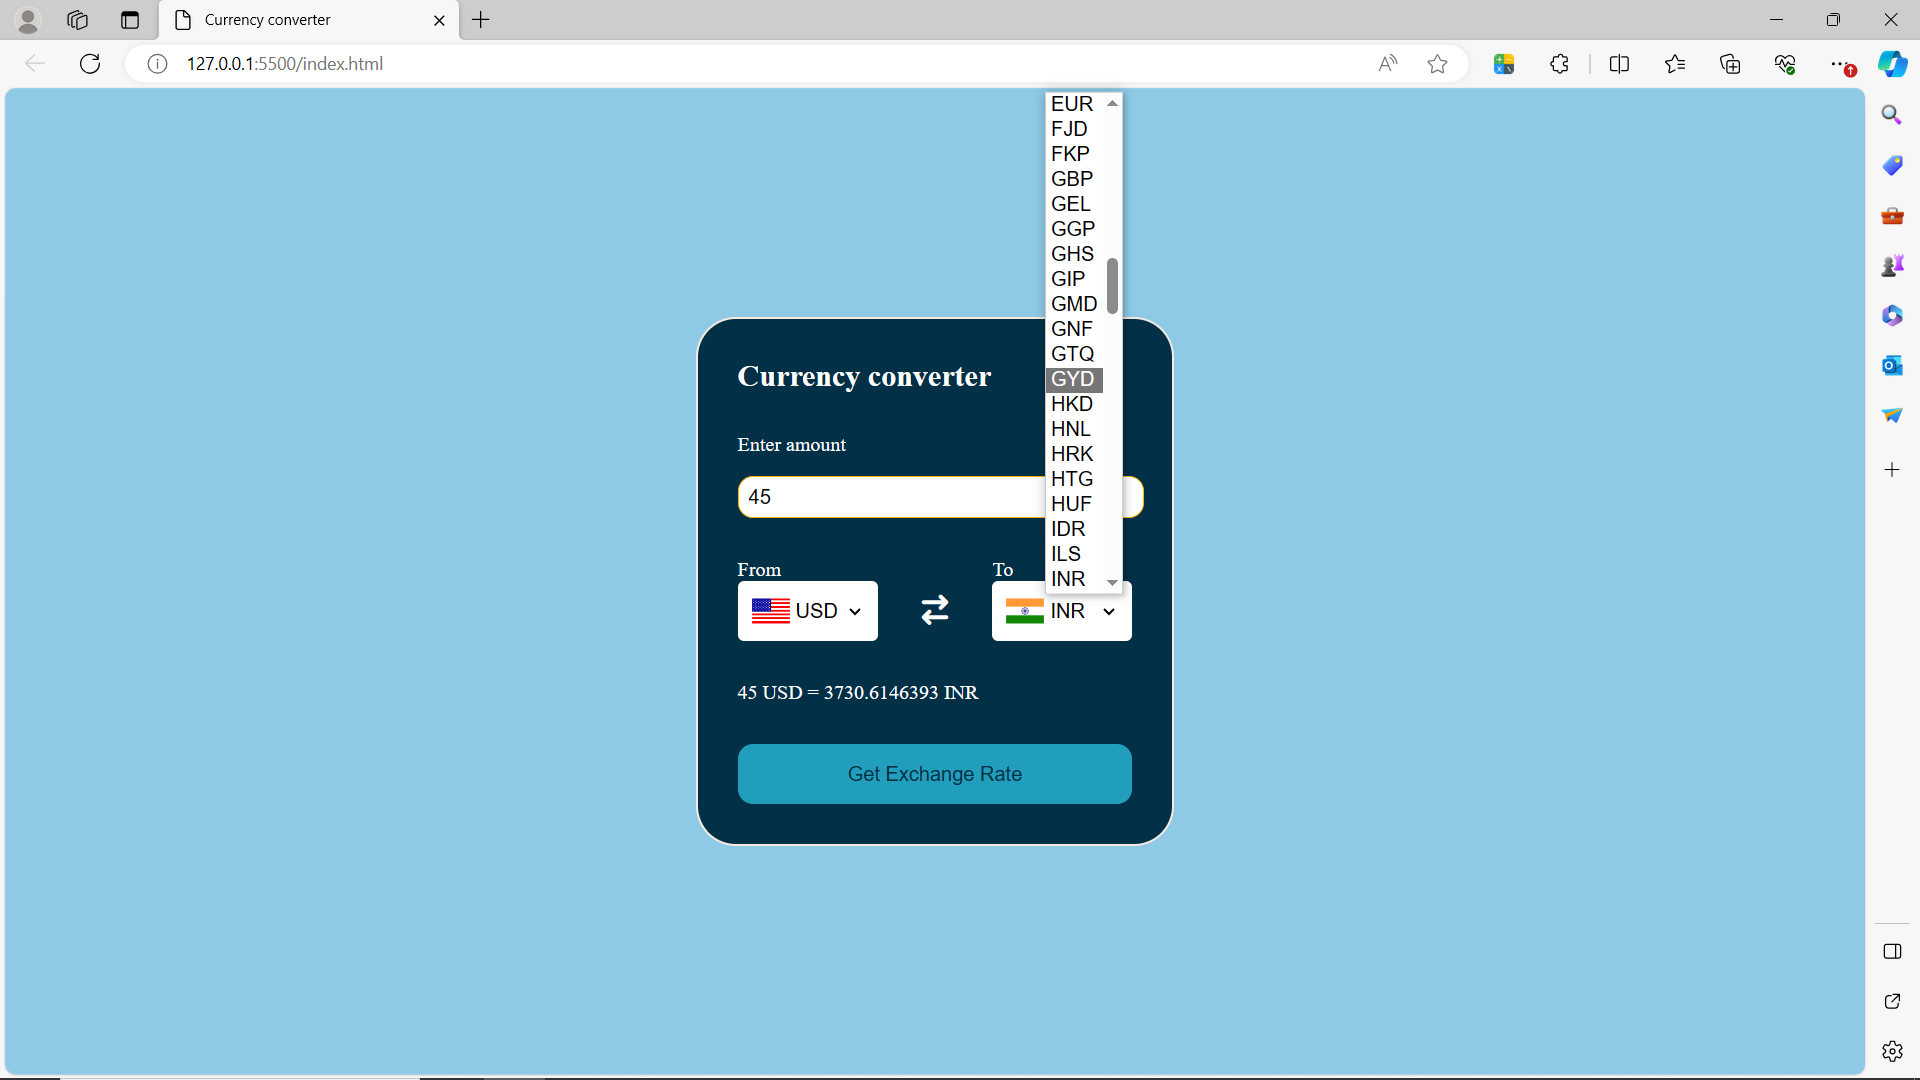 Currency converter
127.0.0.1:5500/index.html
EUR
FJD
FKP
GBP
GEL
GGP
GHS
GIP
GMD
GNF
GTQ
GYD
HKD
HNL
HRK
HTG
HUF
IDR
ILS
INR
Currency converter
Enter amount
45
From To
USD INR
45 USD = 3730.6146393 INR
Get Exchange Rate